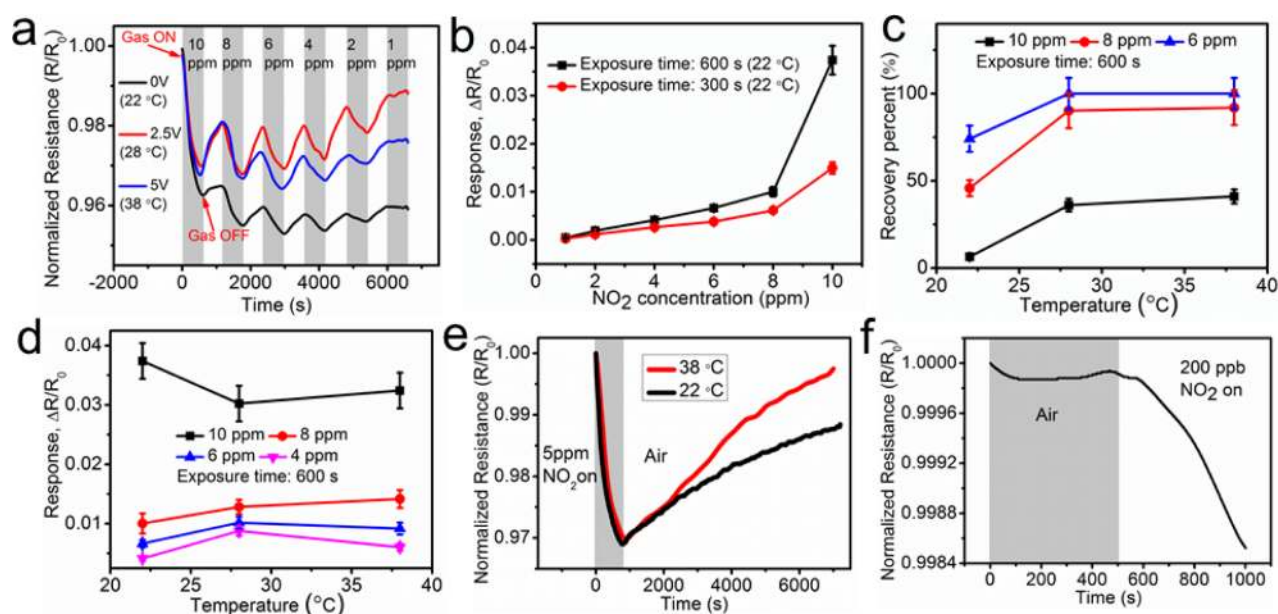 a
Normalized Resistance (R/R0)
1.00
0.98
0.96
Gas ON
10 8 6 4 2 1
ppm ppm ppm ppm ppm ppm
0V
(22 °C)
2.5V
(28 °C)
5V
(38 °C)
Gas OFF
-2000 0 2000 4000 6000
Time (s)
b
Response, ΔR/R0
0.04
0.03
0.02
0.01
0.00
Exposure time: 600 s (22 °C)
Exposure time: 300 s (22 °C)
2 4 6 8 10
NO2 concentration (ppm)
c
10 ppm 8 ppm 6 ppm
Exposure time: 600 s
Recovery percent (%)
100
50
0
20 25 30 35 40
Temperature (°C)
d
Response, ΔR/R0
0.04
0.03
0.01
10 ppm 8 ppm
6 ppm 4 ppm
Exposure time: 600 s
20 25 30 35 40
Temperature (°C)
e
Normalized Resistance (R/R0)
1.00
0.99
0.98
0.97
38 °C
22 °C
5ppm
NO2on
Air
0 2000 4000 6000
Time (s)
f
Normalized Resistance (R/R0)
1.0000
0.9996
0.9992
0.9988
0.9984
200 ppb
NO2 on
Air
0 200 400 600 800 1000
Time (s)